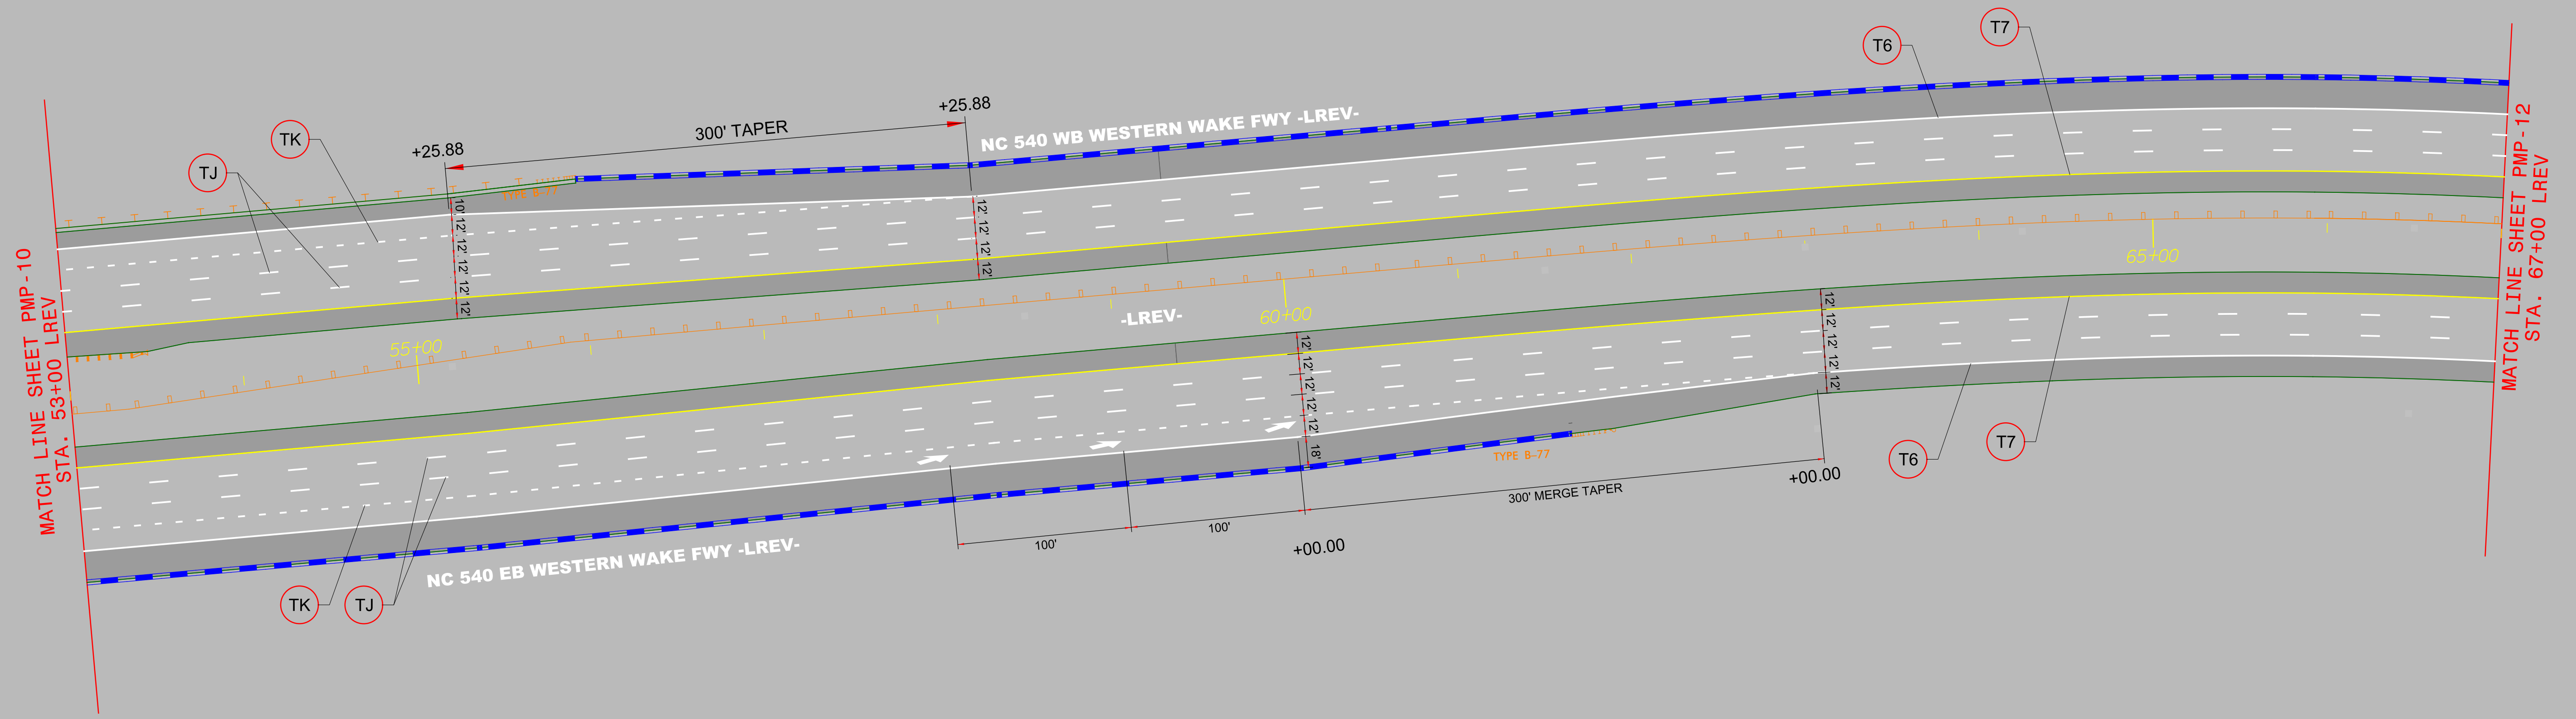 T7
T6
TK
TJ
+25.88
300' TAPER
+25.88
NC 540 WB WESTERN WAKE FWY -LREV-
TYPE B-77
10' 12' 12' 12' 12' 12'
12' 12' 12' 12'
MATCH LINE SHEET PMP-10
STA. 53+00 LREV
MATCH LINE SHEET PMP-12
STA. 67+00 LREV
55+00
-LREV-
60+00
65+00
12' 12' 12' 12' 12' 18'
12' 12' 12' 12' 12'
TYPE B-77
T6
T7
+00.00
300' MERGE TAPER
100'
100'
+00.00
NC 540 EB WESTERN WAKE FWY -LREV-
TK
TJ